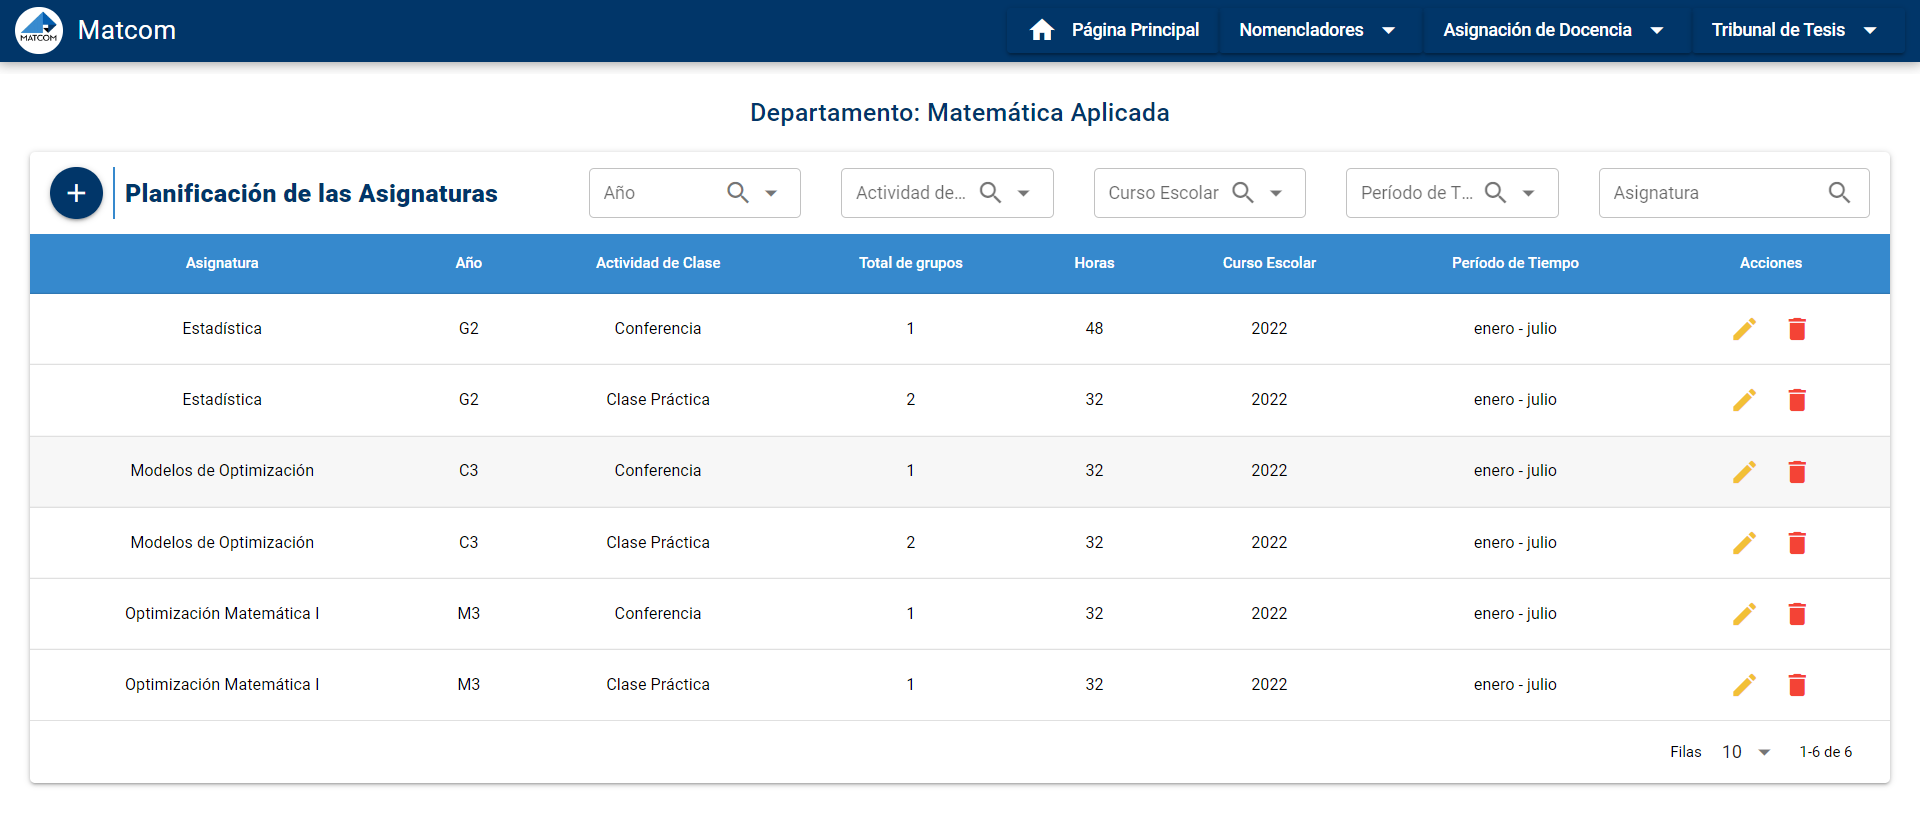 MATCOM Matcom Página Principal Nomencladores Asignación de Docencia Tribunal de Tesis
Departamento: Matemática Aplicada
+ Planificación de las Asignaturas Año Actividad de... Curso Escolar Período de T... Asignatura
Asignatura Año Actividad de Clase Total de grupos Horas Curso Escolar Período de Tiempo Acciones
Estadística G2 Conferencia 1 48 2022 enero - julio
Estadística G2 Clase Práctica 2 32 2022 enero - julio
Modelos de Optimización C3 Conferencia 1 32 2022 enero - julio
Modelos de Optimización C3 Clase Práctica 2 32 2022 enero - julio
Optimización Matemática I M3 Conferencia 1 32 2022 enero - julio
Optimización Matemática I M3 Clase Práctica 1 32 2022 enero - julio
Filas 10 1-6 de 6